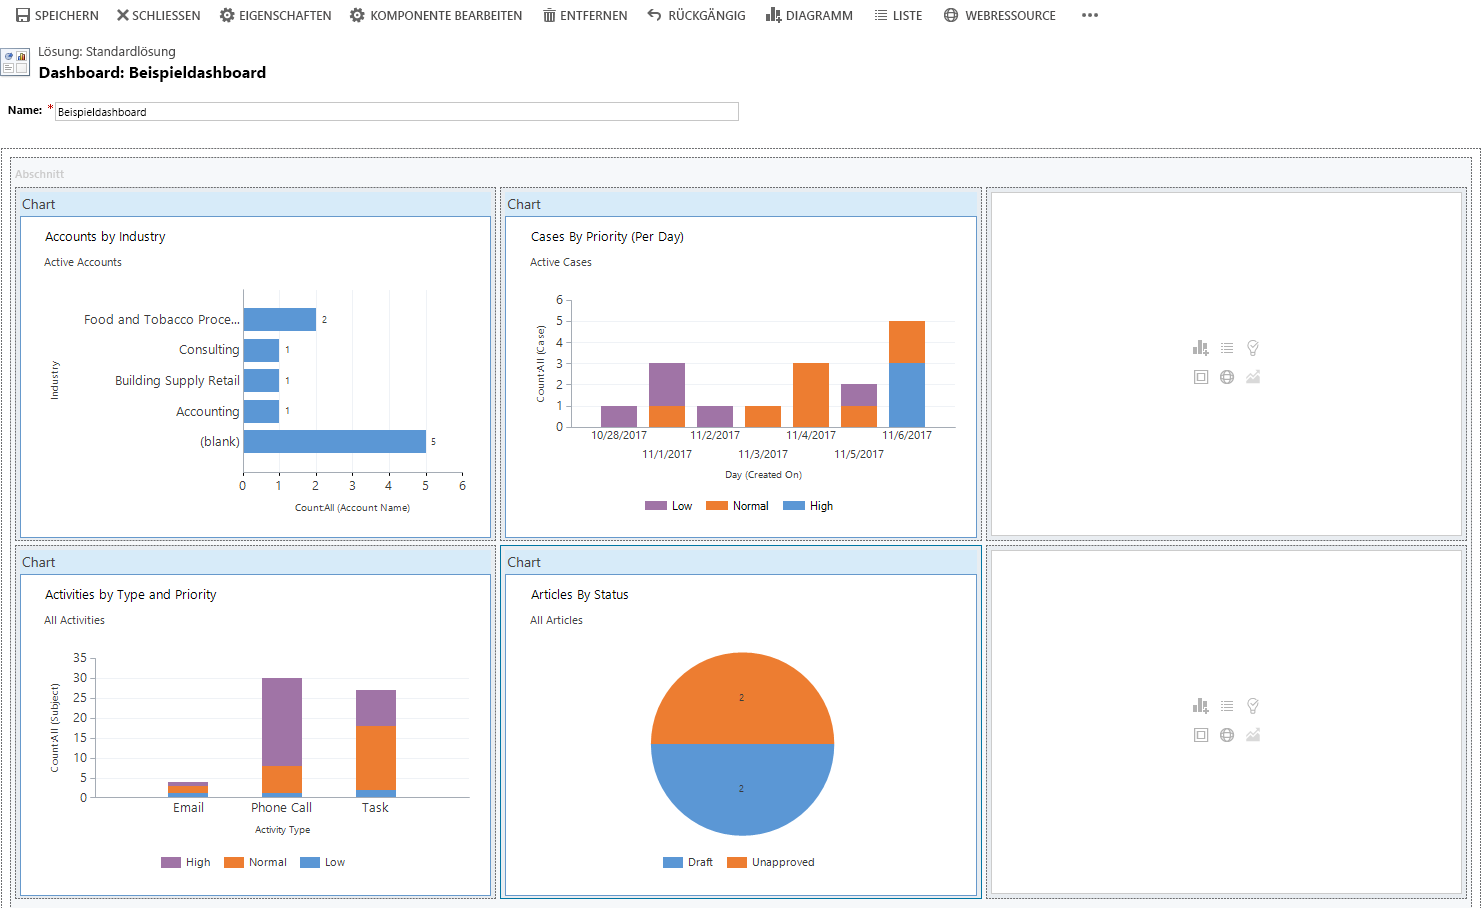 SPEICHERN SCHLIESSEN EIGENSCHAFTEN KOMPONENTE BEARBEITEN ENTFERNEN RÜCKGÄNGIG DIAGRAMM LISTE WEBRESSOURCE
Lösung: Standardlösung
Dashboard: Beispieldashboard
Name: * Beispieldashboard
Abschnitt
Chart
Accounts by Industry
Active Accounts
Industry
Food and Tobacco Proce... 2
Consulting 1
Building Supply Retail 1
Accounting 1
(blank) 5
0 1 2 3 4 5 6
Count:All (Account Name)
Chart
Cases By Priority (Per Day)
Active Cases
Count:All (Case)
6
5
4
3
2
1
0
10/28/2017 11/2/2017 11/4/2017 11/6/2017
11/1/2017 11/3/2017 11/5/2017
Day (Created On)
Low Normal High
Chart
Activities by Type and Priority
All Activities
Count:All (Subject)
35
30
25
20
15
10
5
0
Email Phone Call Task
Activity Type
High Normal Low
Chart
Articles By Status
All Articles
2
2
Draft Unapproved